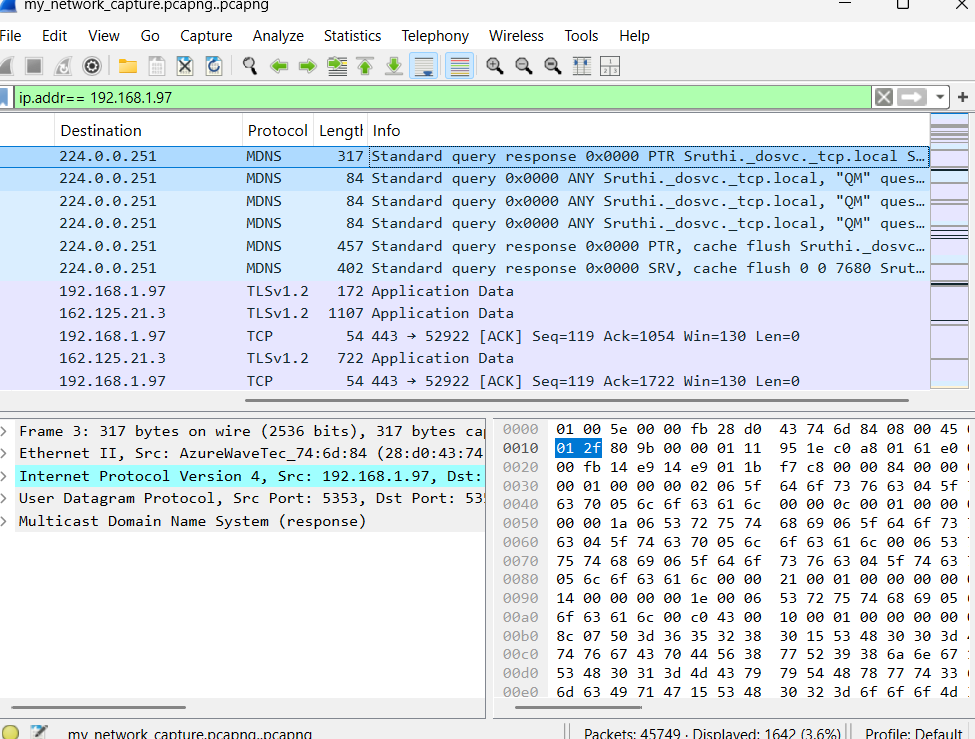 my_network_capture.pcapng..pcapng
File Edit View Go Capture Analyze Statistics Telephony Wireless Tools Help
ip.addr== 192.168.1.97
Destination Protocol Length Info
224.0.0.251 MDNS 317 Standard query response 0x0000 PTR Sruthi._dosvc._tcp.local S…
224.0.0.251 MDNS 84 Standard query 0x0000 ANY Sruthi._dosvc._tcp.local, "QM" ques…
224.0.0.251 MDNS 84 Standard query 0x0000 ANY Sruthi._dosvc._tcp.local, "QM" ques…
224.0.0.251 MDNS 84 Standard query 0x0000 ANY Sruthi._dosvc._tcp.local, "QM" ques…
224.0.0.251 MDNS 457 Standard query response 0x0000 PTR, cache flush Sruthi._dosvc…
224.0.0.251 MDNS 402 Standard query response 0x0000 SRV, cache flush 0 0 7680 Srut…
192.168.1.97 TLSv1.2 172 Application Data
162.125.21.3 TLSv1.2 1107 Application Data
192.168.1.97 TCP 54 443 → 52922 [ACK] Seq=119 Ack=1054 Win=130 Len=0
162.125.21.3 TLSv1.2 722 Application Data
192.168.1.97 TCP 54 443 → 52922 [ACK] Seq=119 Ack=1722 Win=130 Len=0
Frame 3: 317 bytes on wire (2536 bits), 317 bytes cap
Ethernet II, Src: AzureWaveTec_74:6d:84 (28:d0:43:74
Internet Protocol Version 4, Src: 192.168.1.97, Dst:
User Datagram Protocol, Src Port: 5353, Dst Port: 535
Multicast Domain Name System (response)
0000 01 00 5e 00 00 fb 28 d0 43 74 6d 84 08 00 45 0
0010 01 2f 80 9b 00 00 01 11 95 1e c0 a8 01 61 e0 0
0020 00 fb 14 e9 14 e9 01 1b f7 c8 00 00 84 00 00 0
0030 00 01 00 00 00 02 06 5f 64 6f 73 76 63 04 5f 7
0040 63 70 05 6c 6f 63 61 6c 00 00 0c 00 01 00 00 0
0050 00 00 1a 06 53 72 75 74 68 69 06 5f 64 6f 73 7
0060 63 04 5f 74 63 70 05 6c 6f 63 61 6c 00 06 53 7
0070 75 74 68 69 06 5f 64 6f 73 76 63 04 5f 74 63 7
0080 05 6c 6f 63 61 6c 00 00 21 00 01 00 00 00 00 0
0090 14 00 00 00 00 1e 00 06 53 72 75 74 68 69 05 6
00a0 6f 63 61 6c 00 c0 43 00 10 00 01 00 00 00 00 0
00b0 8c 07 50 3d 36 35 32 38 30 15 53 48 30 30 3d 4
00c0 74 76 67 43 70 44 56 38 77 52 39 38 6a 6e 67
00d0 53 48 30 31 3d 4d 43 79 79 54 48 78 77 74 33 6
00e0 6d 63 49 71 47 15 53 48 30 32 3d 6f 6f 6f 4d
my_network_capture.pcapng..pcapng Packets: 45749 · Displayed: 1642 (3.6%) Profile: Default